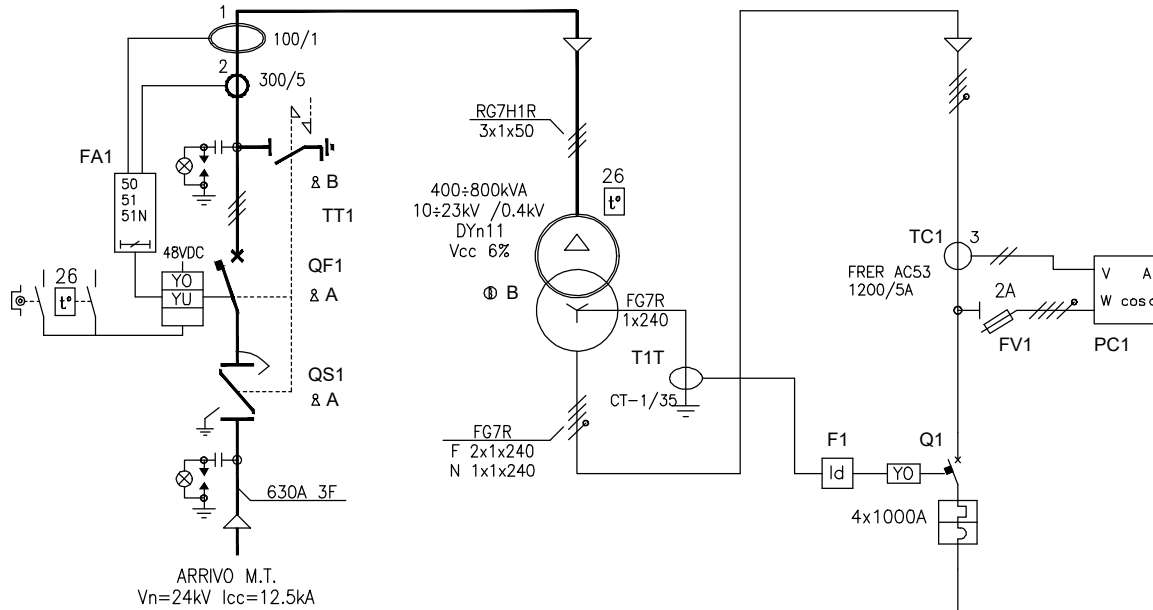 1
100/1
2
300/5
FA1
50
51
51N
& B
TT1
48VDC
YO
YU
QF1
& A
26
t°
QS1
& A
630A 3F
ARRIVO M.T.
Vn=24kV Icc=12.5kA
RG7H1R
3x1x50
26
t°
400÷800kVA
10÷23kV /0.4kV
DYn11
Vcc 6%
B
FG7R
1x240
T1T
CT-1/35
FG7R
F 2x1x240
N 1x1x240
TC1
3
FRER AC53
1200/5A
2A
FV1
V A
W cos
PC1
F1
Id
YO
Q1
4x1000A